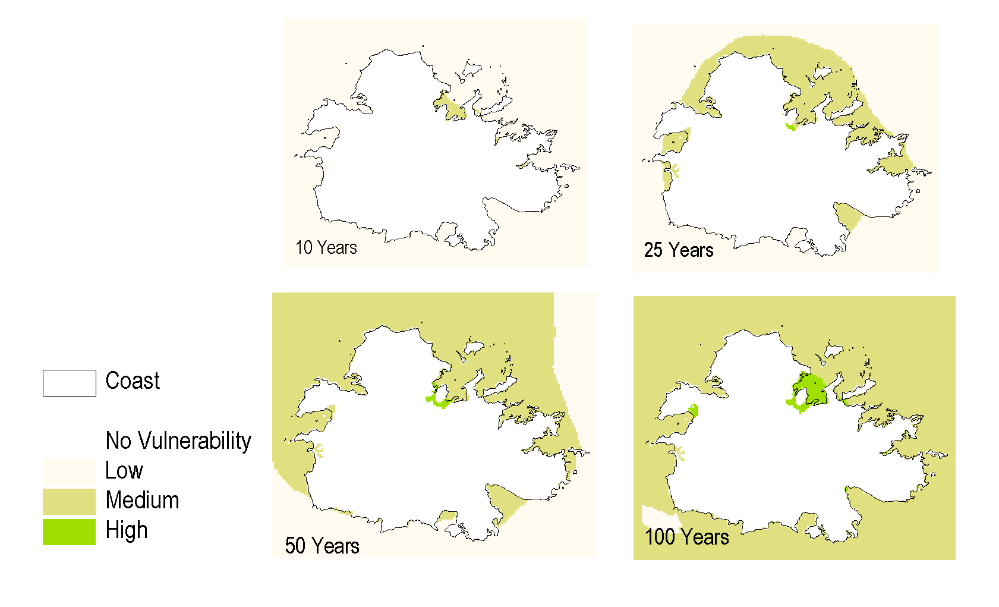 10 Years
25 Years
50 Years
100 Years
Coast
No Vulnerability
Low
Medium
High